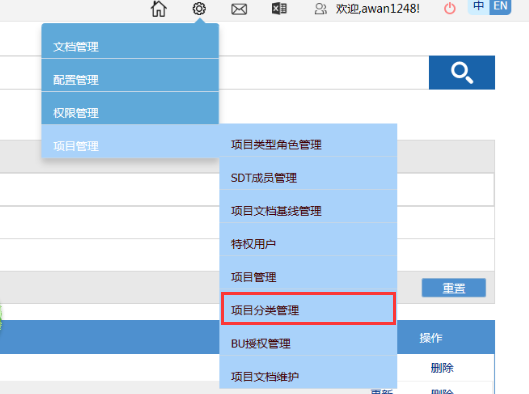 欢迎,awan1248!
中 EN
文档管理
配置管理
权限管理
项目管理
项目类型角色管理
SDT成员管理
项目文档基线管理
特权用户
项目管理
重置
项目分类管理
操作
BU授权管理
删除
项目文档维护
更新 删除